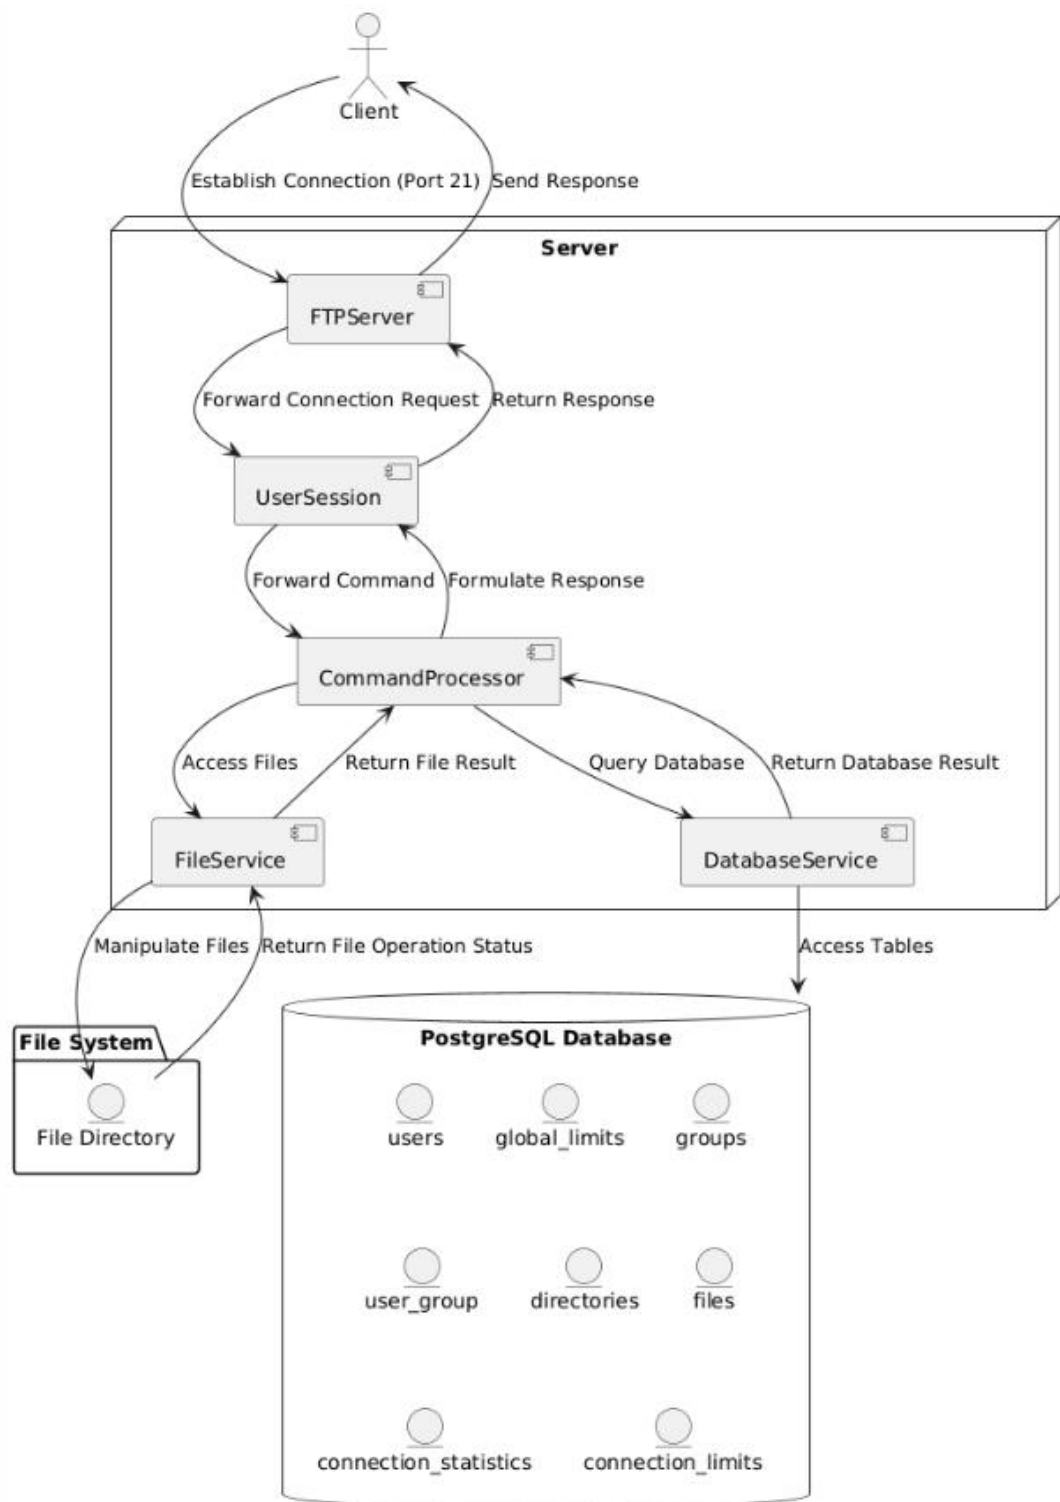 Client
Establish Connection (Port 21)
Send Response
Server
FTPServer
Forward Connection Request
Return Response
UserSession
Forward Command
Formulate Response
CommandProcessor
Access Files
Return File Result
Query Database
Return Database Result
FileService
DatabaseService
Manipulate Files
Return File Operation Status
Access Tables
File System
PostgreSQL Database
File Directory
users
global_limits
groups
user_group
directories
files
connection_statistics
connection_limits